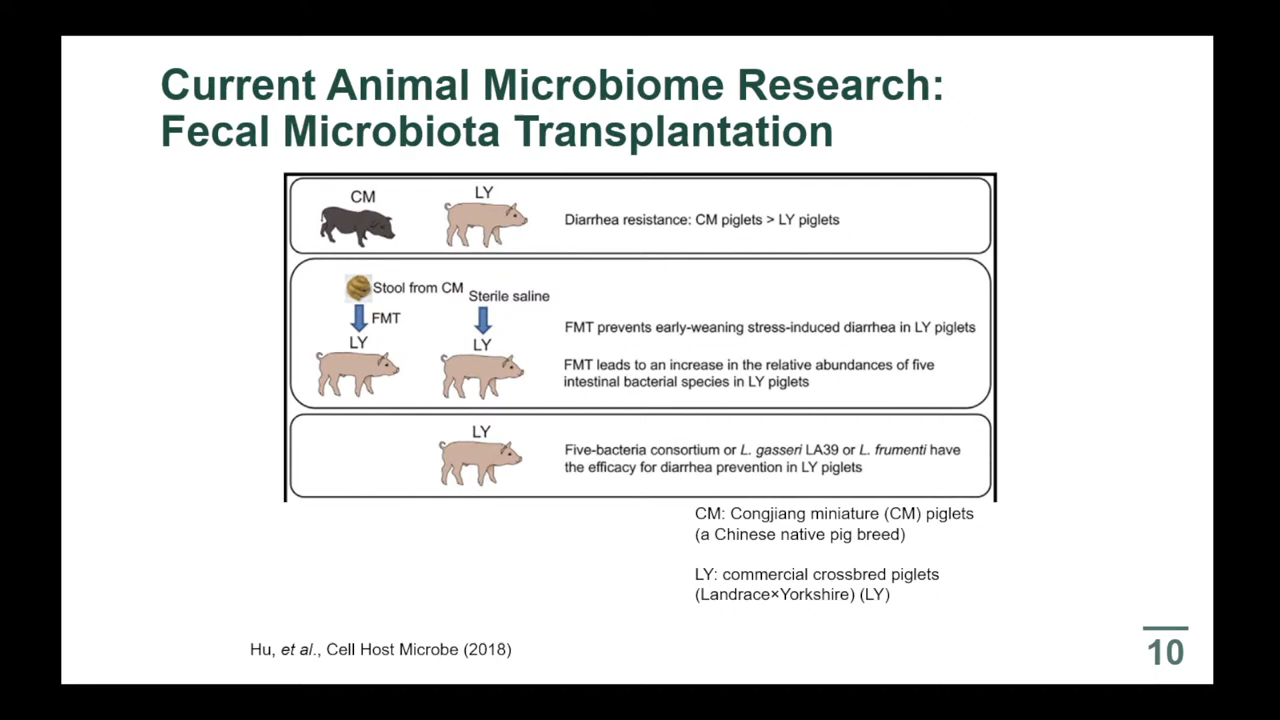 Current Animal Microbiome Research:
Fecal Microbiota Transplantation
CM
LY
Diarrhea resistance: CM piglets > LY piglets
Stool from CM
Sterile saline
FMT
LY
LY
FMT prevents early-weaning stress-induced diarrhea in LY piglets
FMT leads to an increase in the relative abundances of five
intestinal bacterial species in LY piglets
LY
Five-bacteria consortium or L. gasseri LA39 or L. frumenti have
the efficacy for diarrhea prevention in LY piglets
CM: Congjiang miniature (CM) piglets
(a Chinese native pig breed)
LY: commercial crossbred piglets
(Landrace×Yorkshire) (LY)
Hu, et al., Cell Host Microbe (2018)
10